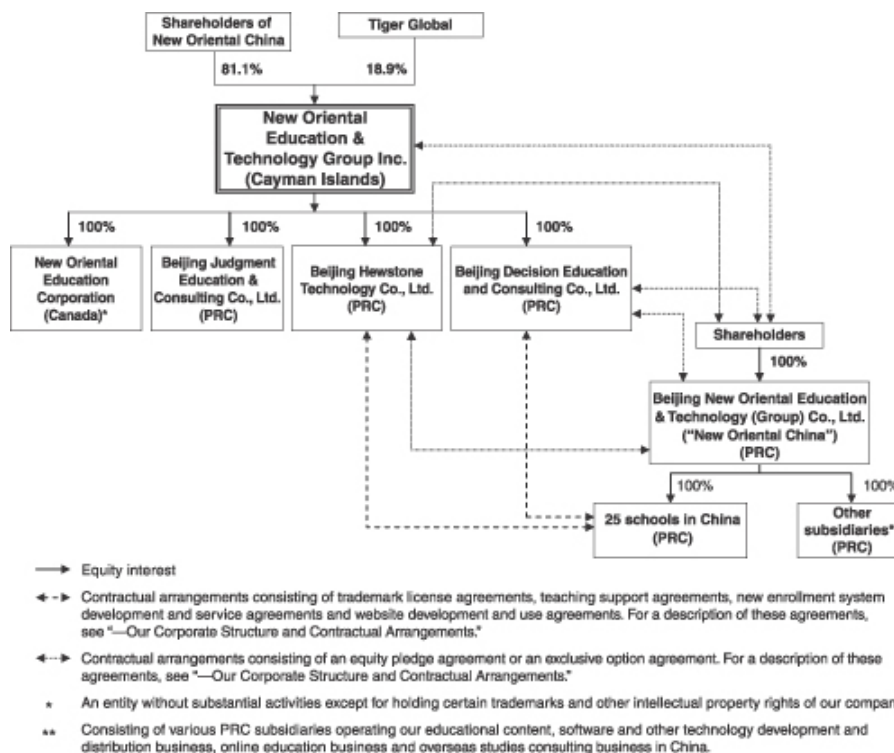 Shareholders of
New Oriental China
Tiger Global
81.1%
18.9%
New Oriental
Education &
Technology Group Inc.
(Cayman Islands)
100%
100%
100%
100%
New Oriental
Education
Corporation
(Canada)*
Beijing Judgment
Education &
Consulting Co., Ltd.
(PRC)
Beijing Hewstone
Technology Co., Ltd.
(PRC)
Beijing Decision Education
and Consulting Co., Ltd.
(PRC)
Shareholders
100%
Beijing New Oriental Education
& Technology (Group) Co., Ltd.
("New Oriental China")
(PRC)
100%
100%
25 schools in China
(PRC)
Other
subsidiaries*
(PRC)
Equity interest
Contractual arrangements consisting of trademark license agreements, teaching support agreements, new enrollment system
development and service agreements and website development and use agreements. For a description of these agreements,
see "—Our Corporate Structure and Contractual Arrangements."
Contractual arrangements consisting of an equity pledge agreement or an exclusive option agreement. For a description of these
agreements, see "—Our Corporate Structure and Contractual Arrangements."
* An entity without substantial activities except for holding certain trademarks and other intellectual property rights of our compan
** Consisting of various PRC subsidiaries operating our educational content, software and other technology development and
distribution business, online education business and overseas studies consulting business in China.